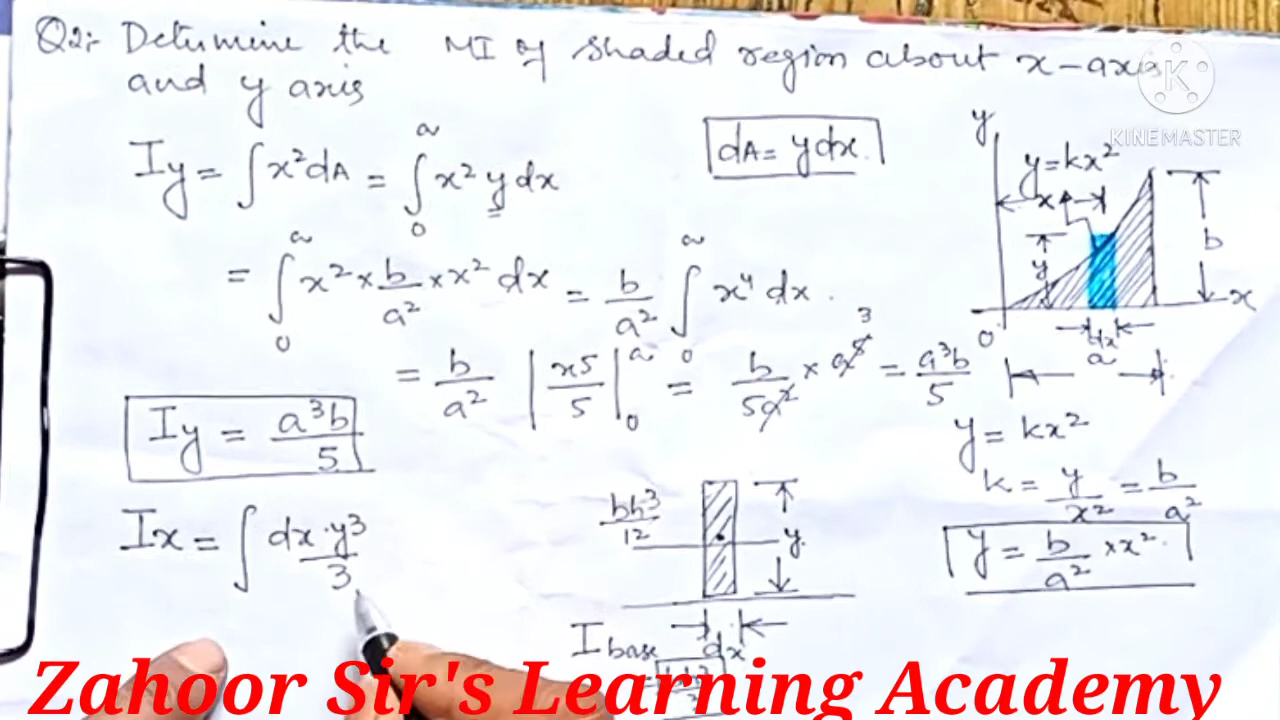 Q2:- Determine the MI of shaded region about x-axis
and y axis
KINEMASTER
Iy = ∫x²dA = ∫₀ᵃ x² y dx
dA = ydx.
= ∫₀ᵃ x² × b/a² × x² dx = b/a² ∫₀ᵃ x⁴ dx.
= b/a² |x5/5|₀ᵃ = b/5a² × a⁵ 3 = a³b/5
Iy = a³b/5
Ix = ∫ dx·y³/3
y
y=kx²
x
y
b
x
0
dx
a
y = kx²
k = y/x² = b/a²
y = b/a² × x²
bh³/12
y
dx
I base
Zahoor Sir's Learning Academy